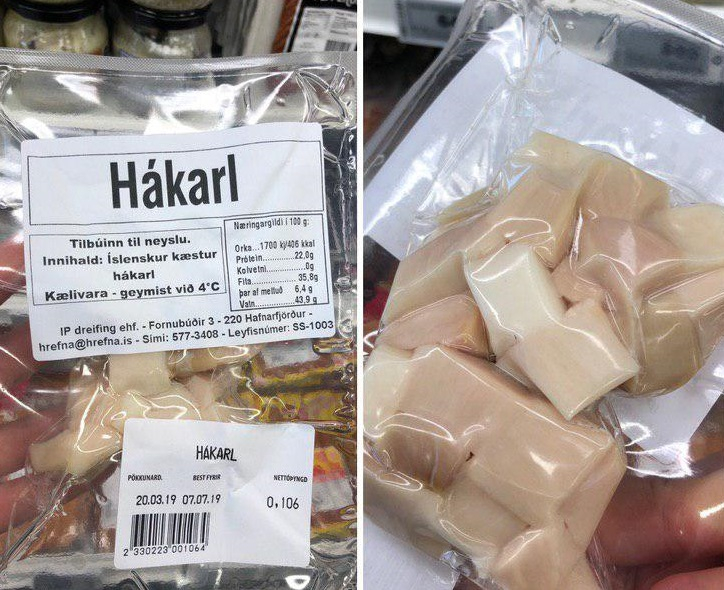 Hákarl
Tilbúinn til neyslu.
Innihald: Íslenskur kæstur
hákarl
Kælivara - geymist við 4°C
Næringargildi í 100 g:
Orka...1700 kj/406 kkal
Prótein..........22,0g
Kolvetni...........0g
Fita...............35,8g
þar af mettuð 6,4 g
Vatn..............43,9 g
IP dreifing ehf. - Fornubúðir 3 - 220 Hafnarfjörður -
hrefna@hrefna.is - Sími: 577-3408 - Leyfisnúmer: SS-1003
HÁKARL
PÖKKUNARD. BEST FYRIR NETTÓÞYNGD
20.03.19 07.07.19 0,106
2 330223 001064